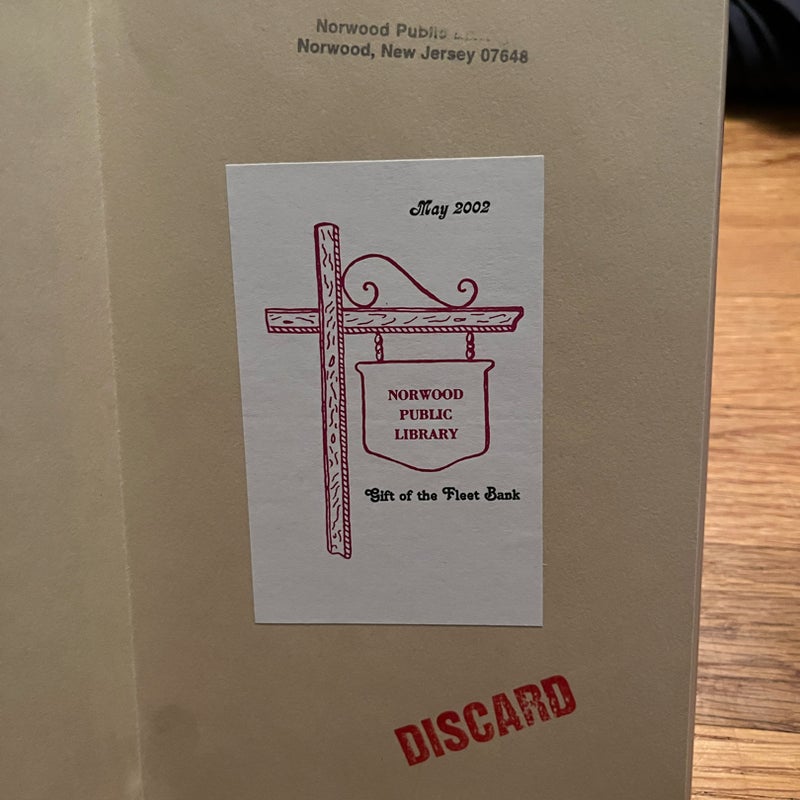 Norwood Public
Norwood, New Jersey 07648
May 2002
NORWOOD
PUBLIC
LIBRARY
Gift of the Fleet Bank
DISCARD